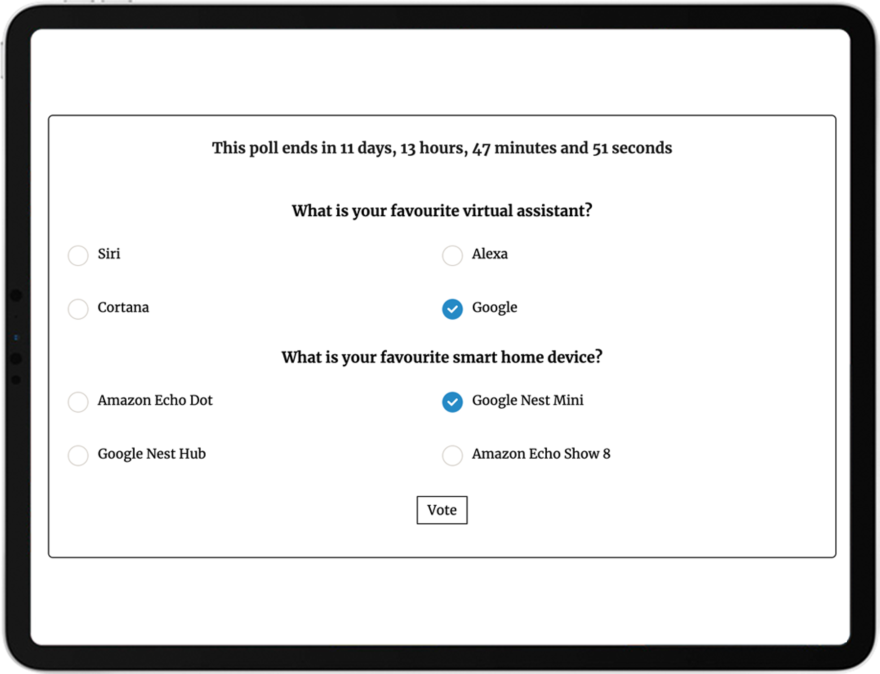 This poll ends in 11 days, 13 hours, 47 minutes and 51 seconds
What is your favourite virtual assistant?
Siri
Alexa
Cortana
Google
What is your favourite smart home device?
Amazon Echo Dot
Google Nest Mini
Google Nest Hub
Amazon Echo Show 8
Vote